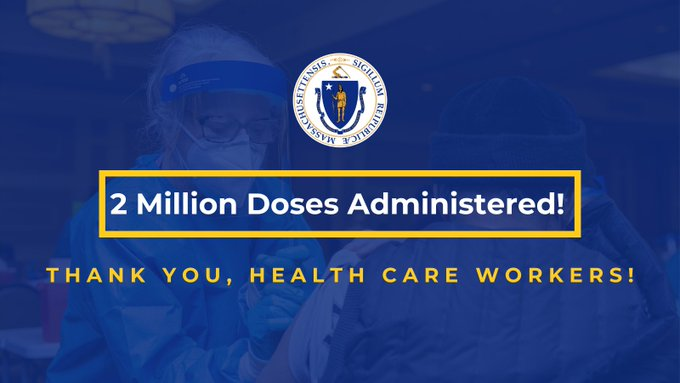 SIGILLUM REIPUBLICÆ MASSACHUSETTENSIS.
2 Million Doses Administered!
THANK YOU, HEALTH CARE WORKERS!